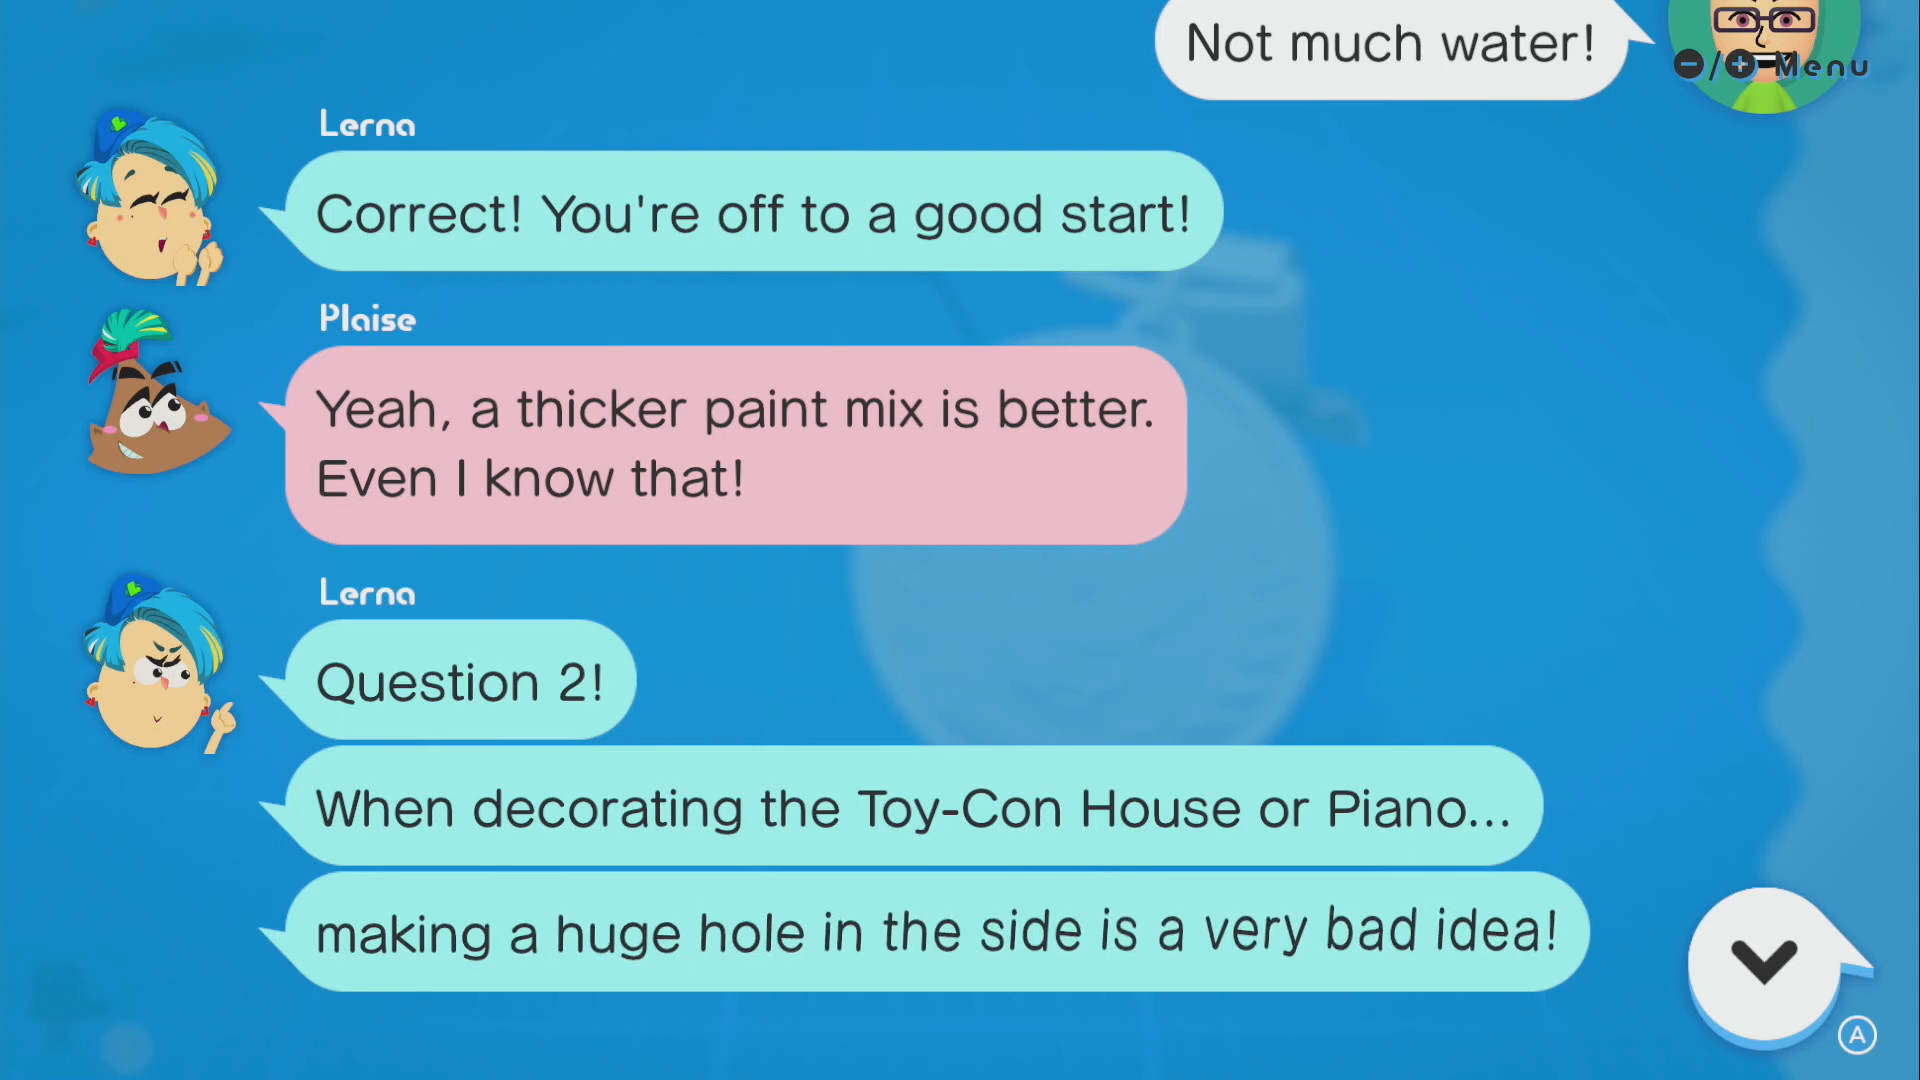 Not much water!
−/+ Menu
Lerna
Correct! You're off to a good start!
Plaise
Yeah, a thicker paint mix is better.
Even I know that!
Lerna
Question 2!
When decorating the Toy-Con House or Piano...
making a huge hole in the side is a very bad idea!
A